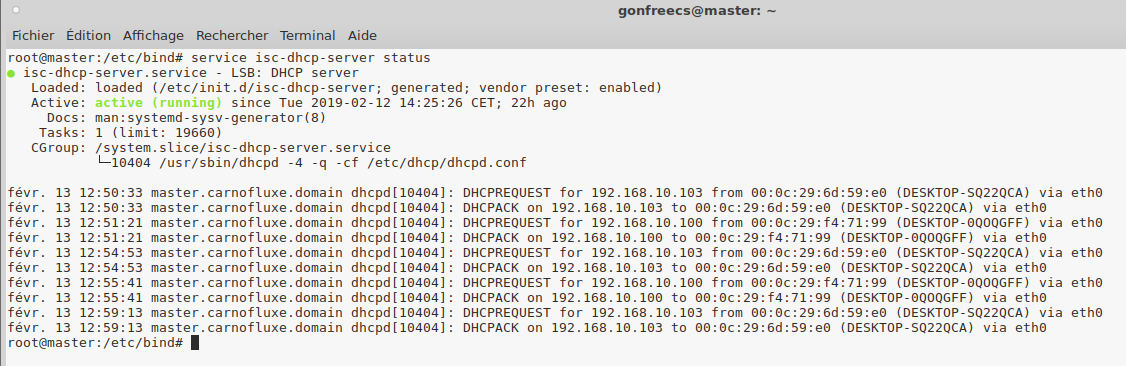 gonfreecs@master: ~
Fichier Édition Affichage Rechercher Terminal Aide
root@master:/etc/bind# service isc-dhcp-server status
● isc-dhcp-server.service - LSB: DHCP server
   Loaded: loaded (/etc/init.d/isc-dhcp-server; generated; vendor preset: enabled)
   Active: active (running) since Tue 2019-02-12 14:25:26 CET; 22h ago
     Docs: man:systemd-sysv-generator(8)
    Tasks: 1 (limit: 19660)
   CGroup: /system.slice/isc-dhcp-server.service
           └─10404 /usr/sbin/dhcpd -4 -q -cf /etc/dhcp/dhcpd.conf
févr. 13 12:50:33 master.carnofluxe.domain dhcpd[10404]: DHCPREQUEST for 192.168.10.103 from 00:0c:29:6d:59:e0 (DESKTOP-SQ22QCA) via eth0
févr. 13 12:50:33 master.carnofluxe.domain dhcpd[10404]: DHCPACK on 192.168.10.103 to 00:0c:29:6d:59:e0 (DESKTOP-SQ22QCA) via eth0
févr. 13 12:51:21 master.carnofluxe.domain dhcpd[10404]: DHCPREQUEST for 192.168.10.100 from 00:0c:29:f4:71:99 (DESKTOP-0QOQGFF) via eth0
févr. 13 12:51:21 master.carnofluxe.domain dhcpd[10404]: DHCPACK on 192.168.10.100 to 00:0c:29:f4:71:99 (DESKTOP-0QOQGFF) via eth0
févr. 13 12:54:53 master.carnofluxe.domain dhcpd[10404]: DHCPREQUEST for 192.168.10.103 from 00:0c:29:6d:59:e0 (DESKTOP-SQ22QCA) via eth0
févr. 13 12:54:53 master.carnofluxe.domain dhcpd[10404]: DHCPACK on 192.168.10.103 to 00:0c:29:6d:59:e0 (DESKTOP-SQ22QCA) via eth0
févr. 13 12:55:41 master.carnofluxe.domain dhcpd[10404]: DHCPREQUEST for 192.168.10.100 from 00:0c:29:f4:71:99 (DESKTOP-0QOQGFF) via eth0
févr. 13 12:55:41 master.carnofluxe.domain dhcpd[10404]: DHCPACK on 192.168.10.100 to 00:0c:29:f4:71:99 (DESKTOP-0QOQGFF) via eth0
févr. 13 12:59:13 master.carnofluxe.domain dhcpd[10404]: DHCPREQUEST for 192.168.10.103 from 00:0c:29:6d:59:e0 (DESKTOP-SQ22QCA) via eth0
févr. 13 12:59:13 master.carnofluxe.domain dhcpd[10404]: DHCPACK on 192.168.10.103 to 00:0c:29:6d:59:e0 (DESKTOP-SQ22QCA) via eth0
root@master:/etc/bind#